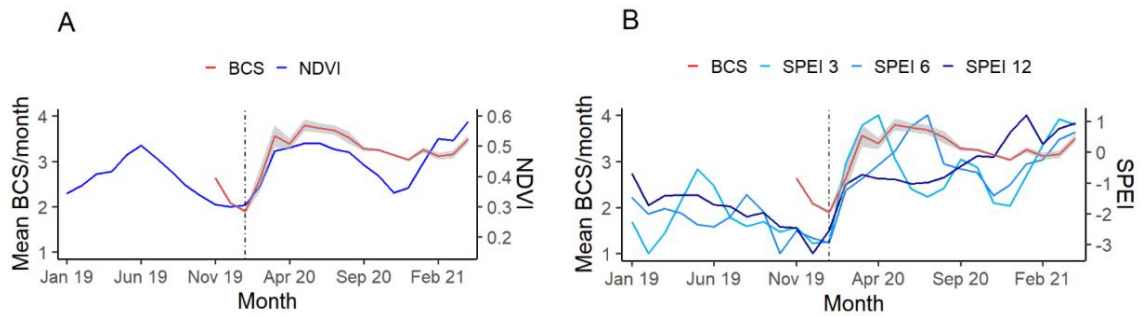 A
BCS NDVI
Mean BCS/month
4
3
2
1
0.6
0.5
0.4
0.3
0.2
NDVI
Jan 19 Jun 19 Nov 19 Apr 20 Sep 20 Feb 21
Month
B
BCS SPEI 3 SPEI 6 SPEI 12
Mean BCS/month
4
3
2
1
1
0
-1
-2
-3
SPEI
Jan 19 Jun 19 Nov 19 Apr 20 Sep 20 Feb 21
Month